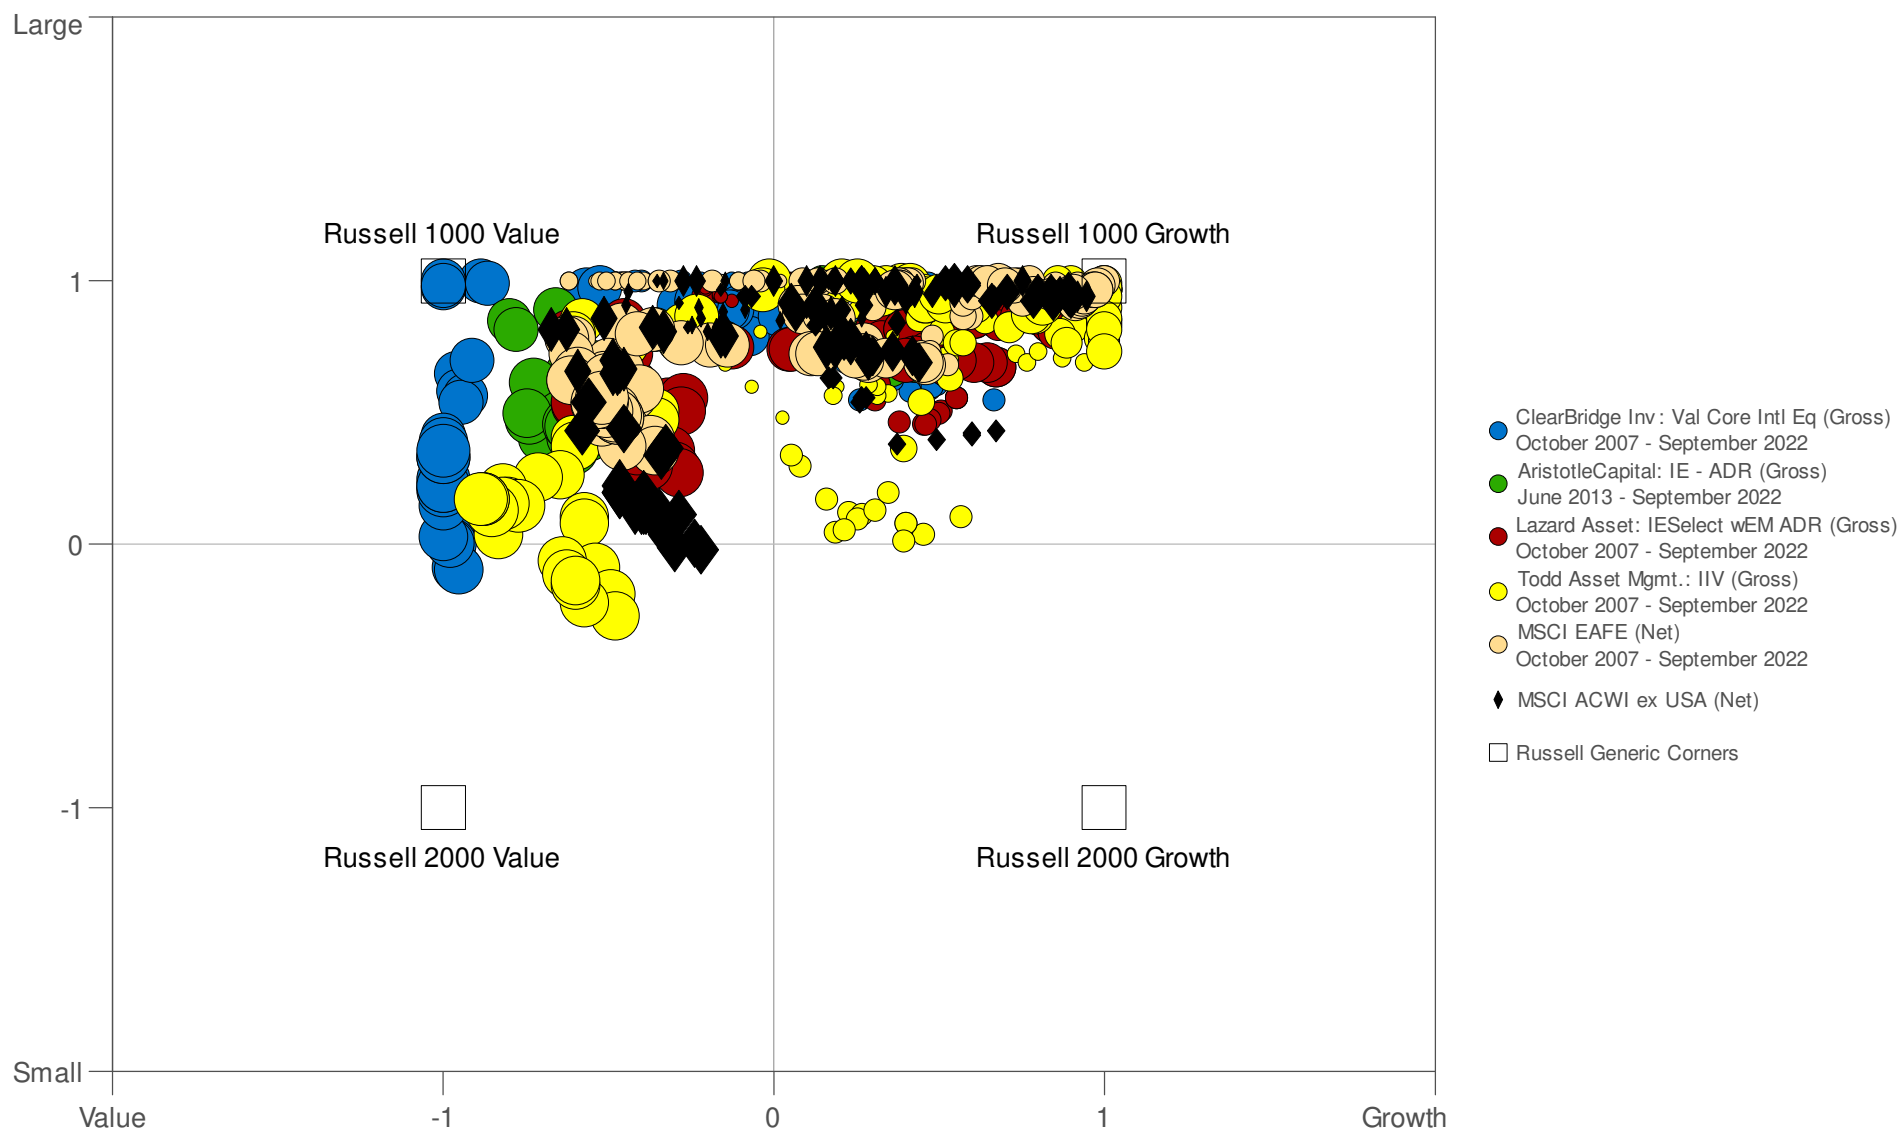 Large
Russell 1000 Value
Russell 1000 Growth
1
0
-1
Russell 2000 Value
Russell 2000 Growth
Small
Value
-1
0
1
Growth
ClearBridge Inv: Val Core Intl Eq (Gross)
October 2007 - September 2022
AristotleCapital: IE - ADR (Gross)
June 2013 - September 2022
Lazard Asset: IESelect wEM ADR (Gross)
October 2007 - September 2022
Todd Asset Mgmt.: IIV (Gross)
October 2007 - September 2022
MSCI EAFE (Net)
October 2007 - September 2022
MSCI ACWI ex USA (Net)
Russell Generic Corners